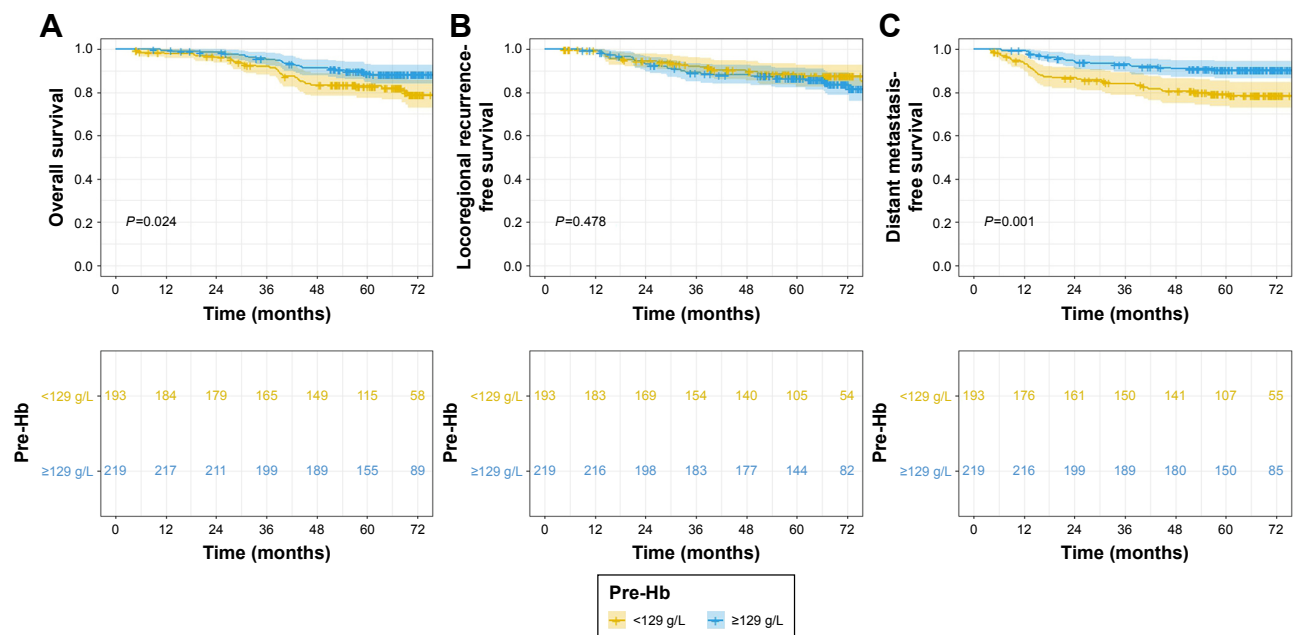 A
Overall survival
1.0
0.8
0.6
0.4
0.2
0.0
P=0.024
0 12 24 36 48 60 72
Time (months)
B
Locoregional recurrence-
free survival
1.0
0.8
0.6
0.4
0.2
0.0
P=0.478
0 12 24 36 48 60 72
Time (months)
C
Distant metastasis-
free survival
1.0
0.8
0.6
0.4
0.2
0.0
P=0.001
0 12 24 36 48 60 72
Time (months)
Pre-Hb
<129 g/L 193 184 179 165 149 115 58
≥129 g/L 219 217 211 199 189 155 89
0 12 24 36 48 60 72
Time (months)
Pre-Hb
<129 g/L 193 183 169 154 140 105 54
≥129 g/L 219 216 198 183 177 144 82
0 12 24 36 48 60 72
Time (months)
Pre-Hb
<129 g/L 193 176 161 150 141 107 55
≥129 g/L 219 216 199 189 180 150 85
0 12 24 36 48 60 72
Time (months)
Pre-Hb
<129 g/L ≥129 g/L